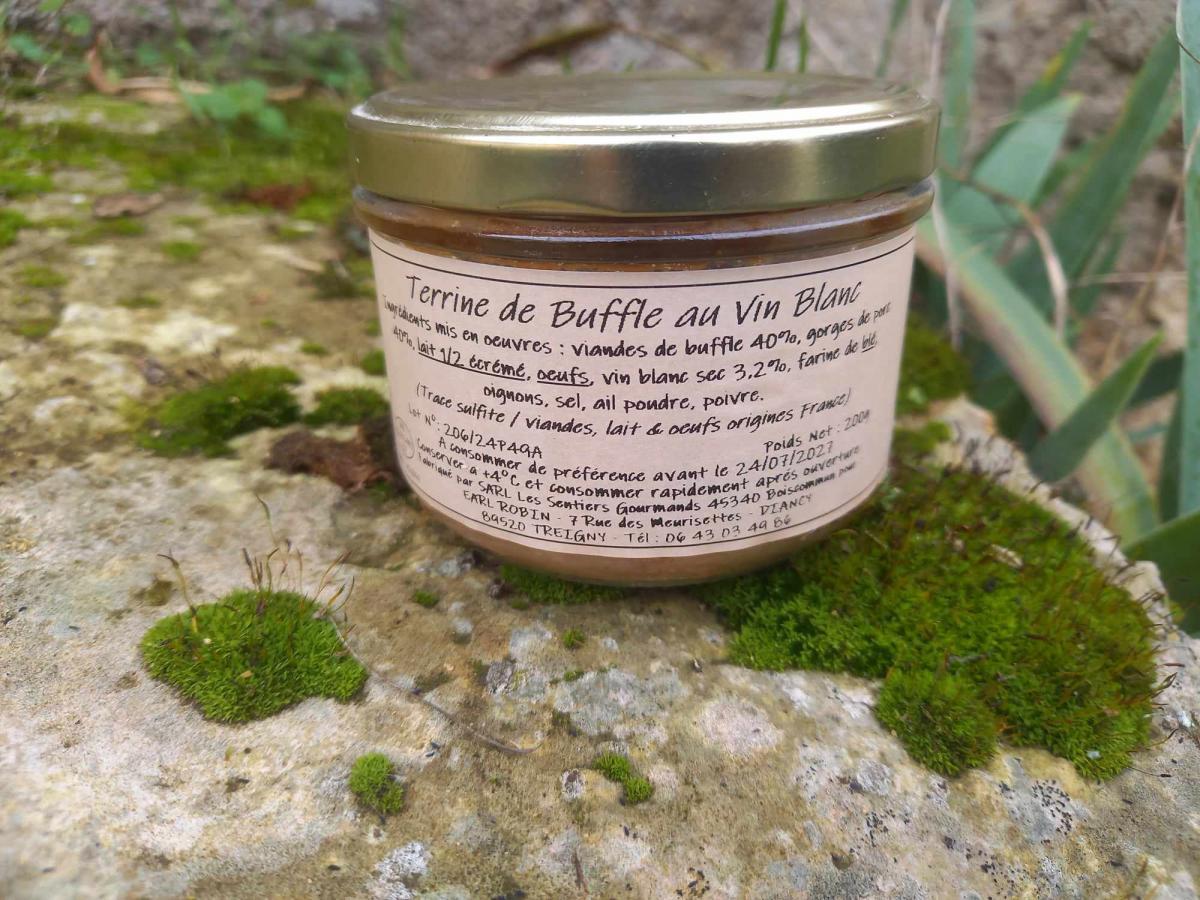 Terrine de Buffle au Vin Blanc
Ingrédients mis en oeuvres : viandes de buffle 40%, gorges de porc
40%, lait 1/2 écrémé, oeufs, vin blanc sec 3,2%, farine de blé,
oignons, sel, ail poudre, poivre.
(Trace sulfite / viandes, lait & oeufs origines France)
Lot N°: 206/24P49A
Poids Net : 200g
A consommer de préférence avant le 24/07/2027
Conserver a +4°C et consommer rapidement aprés ouverture
Fabriqué par SARL Les Sentiers Gourmands 45340 Boiscommun pour
EARL ROBIN - 7 Rue des Meurisettes - DIANCY
89520 TREIGNY - Tél : 06 43 03 49 86